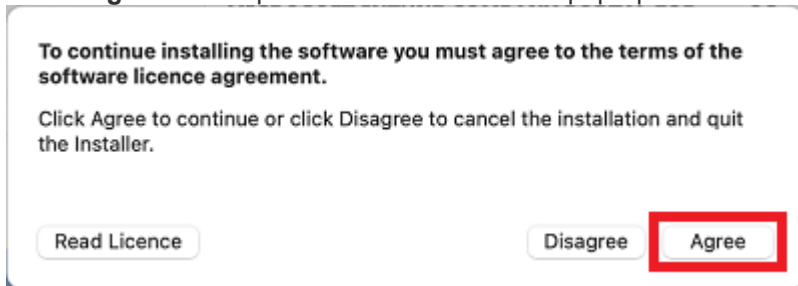 To continue installing the software you must agree to the terms of the
software licence agreement.
Click Agree to continue or click Disagree to cancel the installation and quit
the Installer.
Read Licence
Disagree
Agree